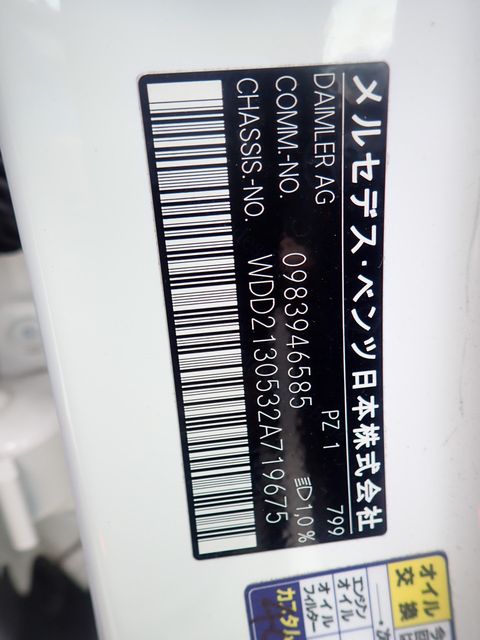 メルセデス・ベンツ日本株式会社
DAIMLER AG PZ.1 799
COMM.-NO. 0983946585 1,0%
CHASSIS.-NO. WDD2130532A719675
オイル
交換
エンジン
オイル
オイル
フィルター